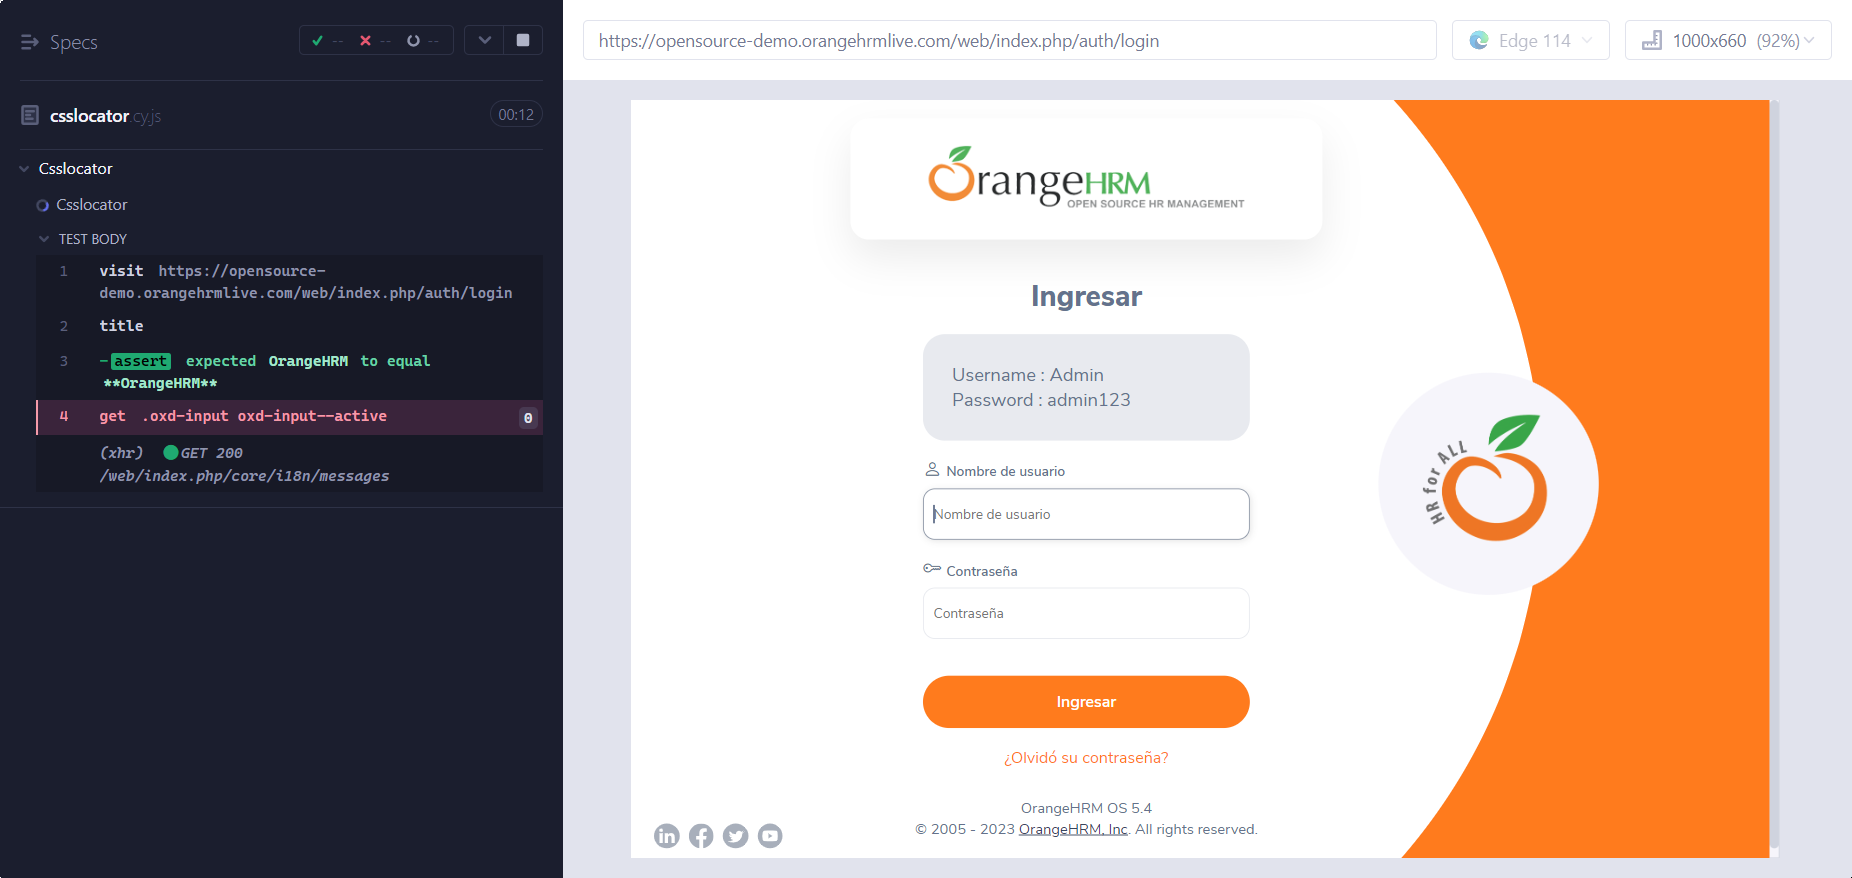 Specs
-- -- --
csslocator.cy.js
00:12
Csslocator
Csslocator
TEST BODY
1 visit https://opensource-
demo.orangehrmlive.com/web/index.php/auth/login
2 title
3 -assert expected OrangeHRM to equal
**OrangeHRM**
4 get .oxd-input oxd-input--active 0
(xhr) GET 200
/web/index.php/core/i18n/messages
https://opensource-demo.orangehrmlive.com/web/index.php/auth/login
Edge 114
1000x660 (92%)
OrangeHRM
OPEN SOURCE HR MANAGEMENT
Ingresar
Username : Admin
Password : admin123
Nombre de usuario
Nombre de usuario
Contraseña
Contraseña
Ingresar
¿Olvidó su contraseña?
OrangeHRM OS 5.4
© 2005 - 2023 OrangeHRM, Inc. All rights reserved.
HR for ALL
in